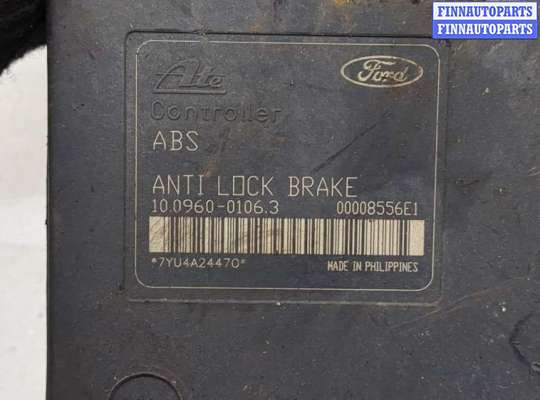 FINNAUTOPARTS
FINNAUTOPARTS
Ate
Ford
Controller
ABS
ANTI LOCK BRAKE
10.0960-0106.3 00008556E1
*7YU4A24470*
MADE IN PHILIPPINES